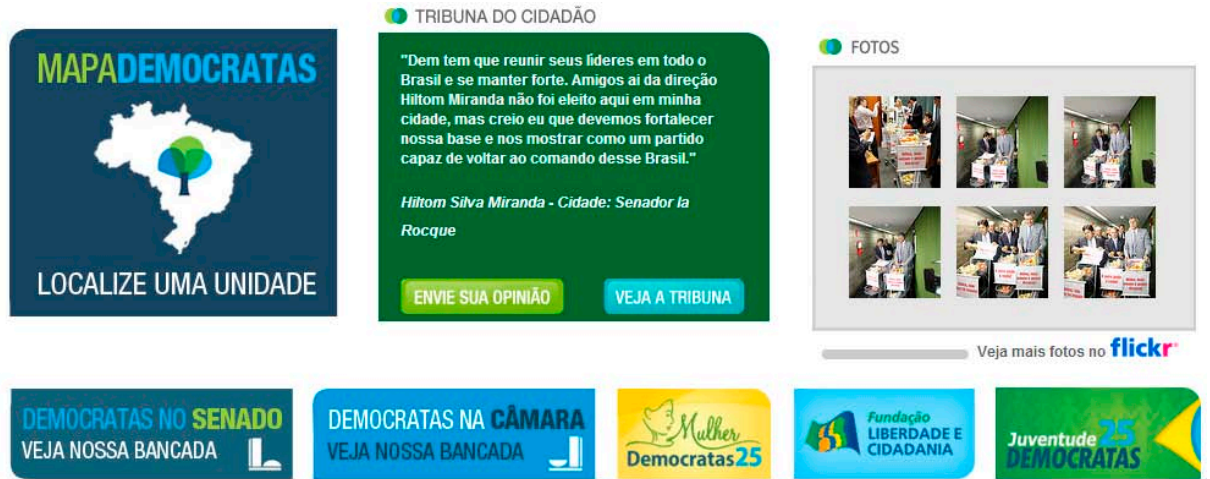 MAPADEMOCRATAS
LOCALIZE UMA UNIDADE
TRIBUNA DO CIDADÃO
"Dem tem que reunir seus líderes em todo o
Brasil e se manter forte. Amigos ai da direção
Hiltom Miranda não foi eleito aqui em minha
cidade, mas creio eu que devemos fortalecer
nossa base e nos mostrar como um partido
capaz de voltar ao comando desse Brasil."
Hiltom Silva Miranda - Cidade: Senador la
Rocque
ENVIE SUA OPINIÃO
VEJA A TRIBUNA
FOTOS
Veja mais fotos no flickr
DEMOCRATAS NO SENADO
VEJA NOSSA BANCADA
DEMOCRATAS NA CÂMARA
VEJA NOSSA BANCADA
Mulher
Democratas25
Fundação
LIBERDADE E
CIDADANIA
Juventude 25
DEMOCRATAS